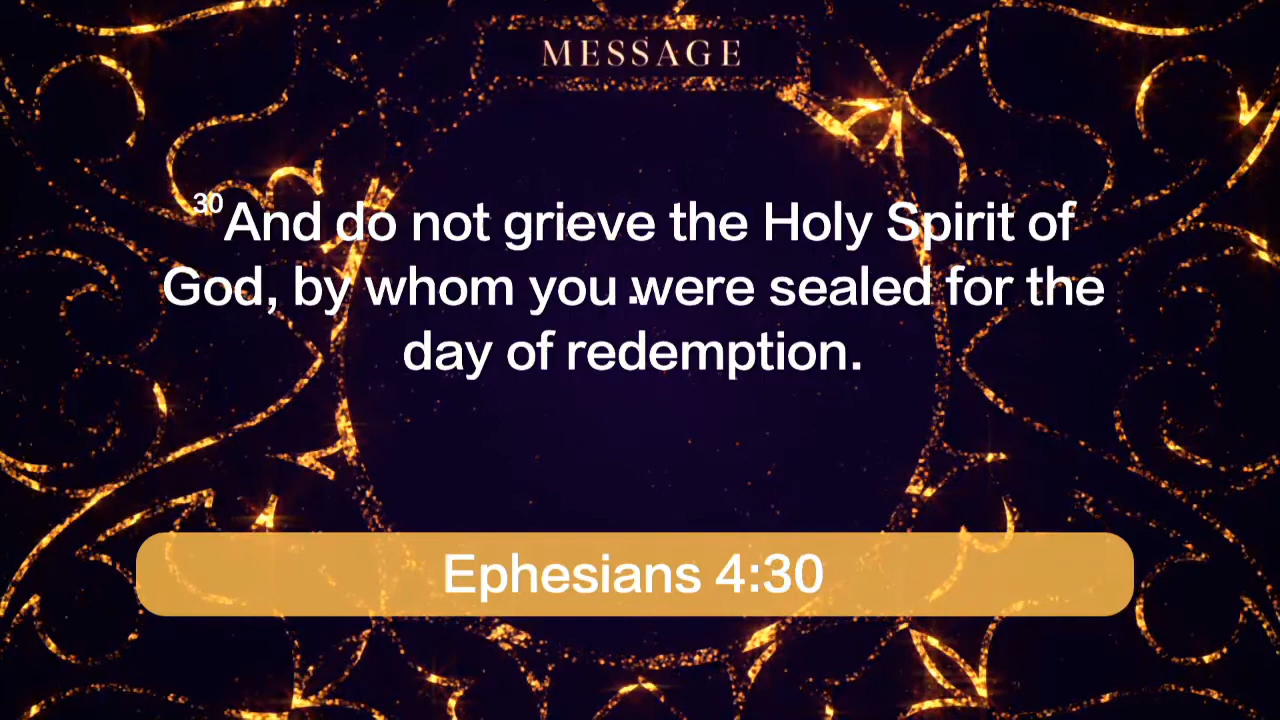 MESSAGE
30And do not grieve the Holy Spirit of
God, by whom you were sealed for the
day of redemption.
Ephesians 4:30